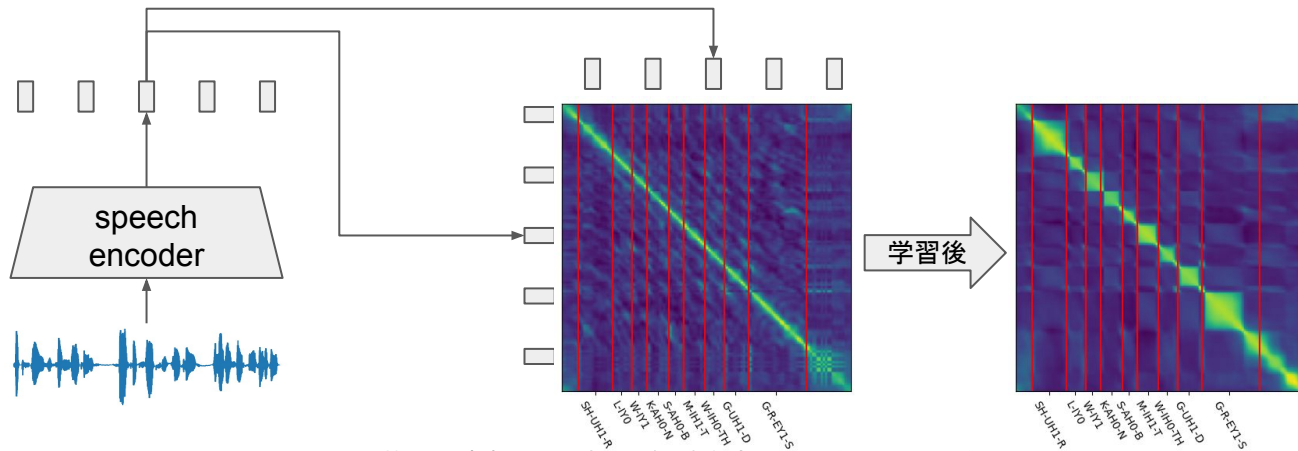 speech
encoder
学習後
SH-UH1-R
L-IY0
W-IY1
K-AH0-N
S-AH0-B
M-IH1-T
W-IH0-TH
G-UH1-D
G-R-EY1-S
SH-UH1-R
L-IY0
W-IY1
K-AH0-N
S-AH0-B
M-IH1-T
W-IH0-TH
G-UH1-D
G-R-EY1-S